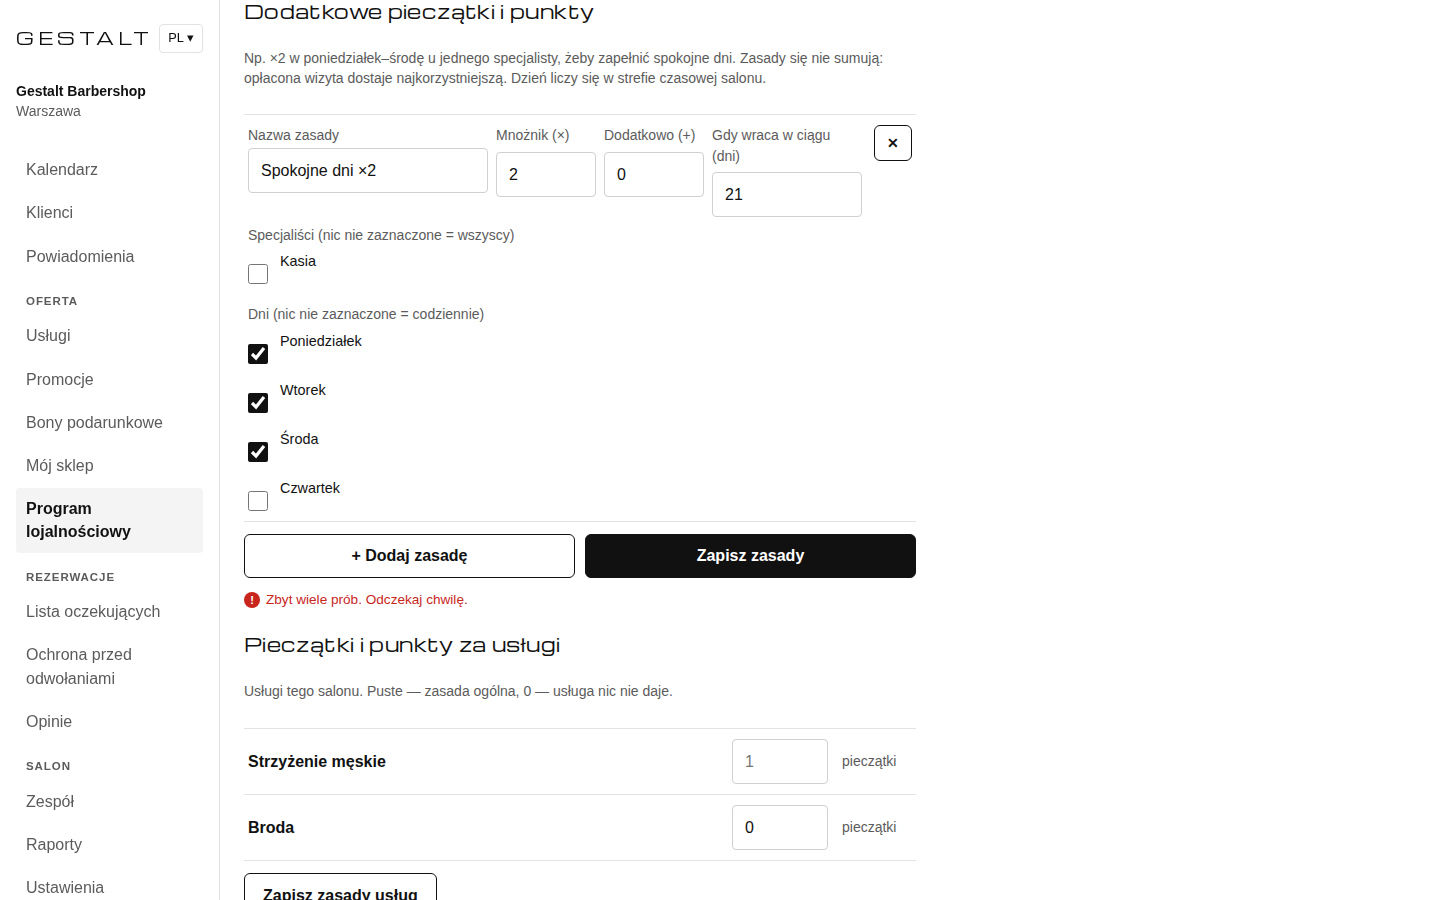 GESTALT
PL ▾
Gestalt Barbershop
Warszawa
Kalendarz
Klienci
Powiadomienia
OFERTA
Usługi
Promocje
Bony podarunkowe
Mój sklep
Program
lojalnościowy
REZERWACJE
Lista oczekujących
Ochrona przed
odwołaniami
Opinie
SALON
Zespół
Raporty
Ustawienia
Dodatkowe pieczątki i punkty
Np. ×2 w poniedziałek–środę u jednego specjalisty, żeby zapełnić spokojne dni. Zasady się nie sumują:
opłacona wizyta dostaje najkorzystniejszą. Dzień liczy się w strefie czasowej salonu.
Nazwa zasady
Spokojne dni ×2
Mnożnik (×)
2
Dodatkowo (+)
0
Gdy wraca w ciągu
(dni)
21
×
Specjaliści (nic nie zaznaczone = wszyscy)
Kasia
Dni (nic nie zaznaczone = codziennie)
Poniedziałek
Wtorek
Środa
Czwartek
+ Dodaj zasadę
Zapisz zasady
! Zbyt wiele prób. Odczekaj chwilę.
Pieczątki i punkty za usługi
Usługi tego salonu. Puste — zasada ogólna, 0 — usługa nic nie daje.
Strzyżenie męskie 1 pieczątki
Broda 0 pieczątki
Zapisz zasady usług